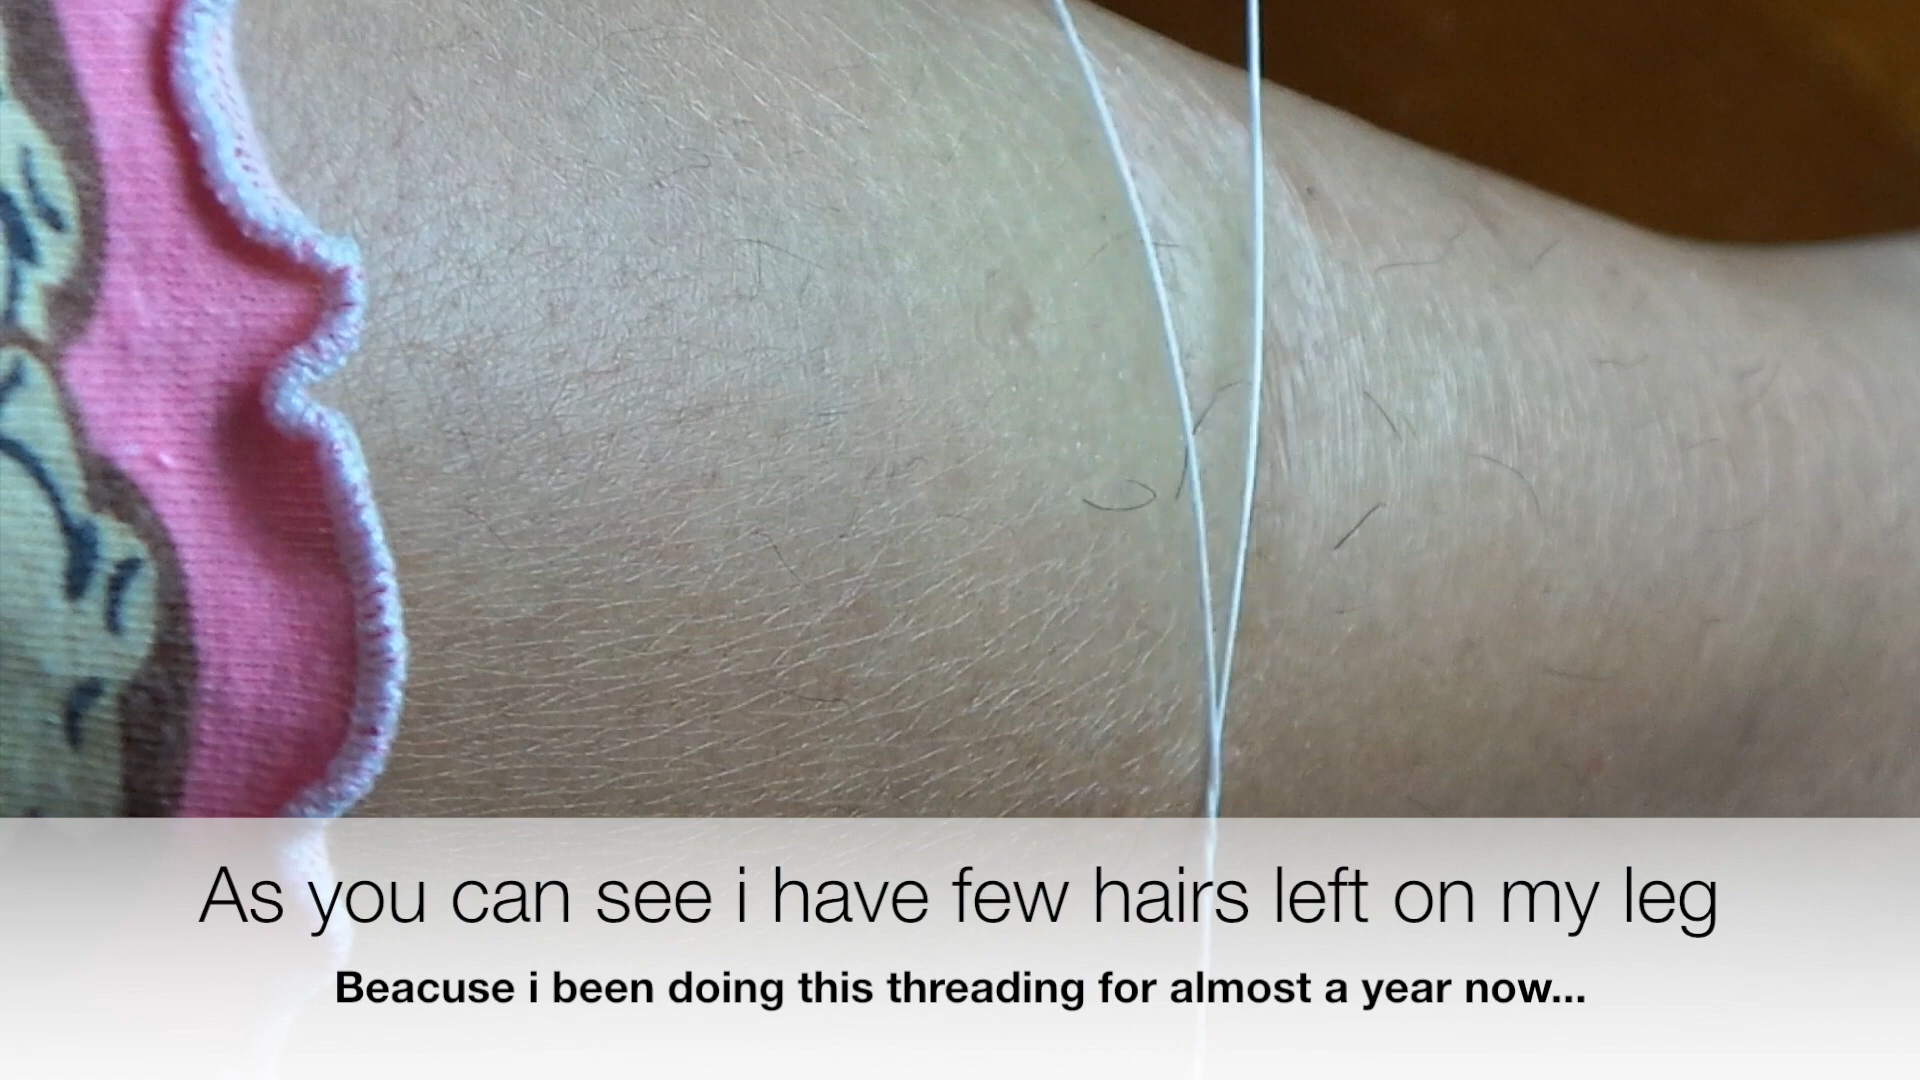 As you can see i have few hairs left on my leg
Beacuse i been doing this threading for almost a year now...